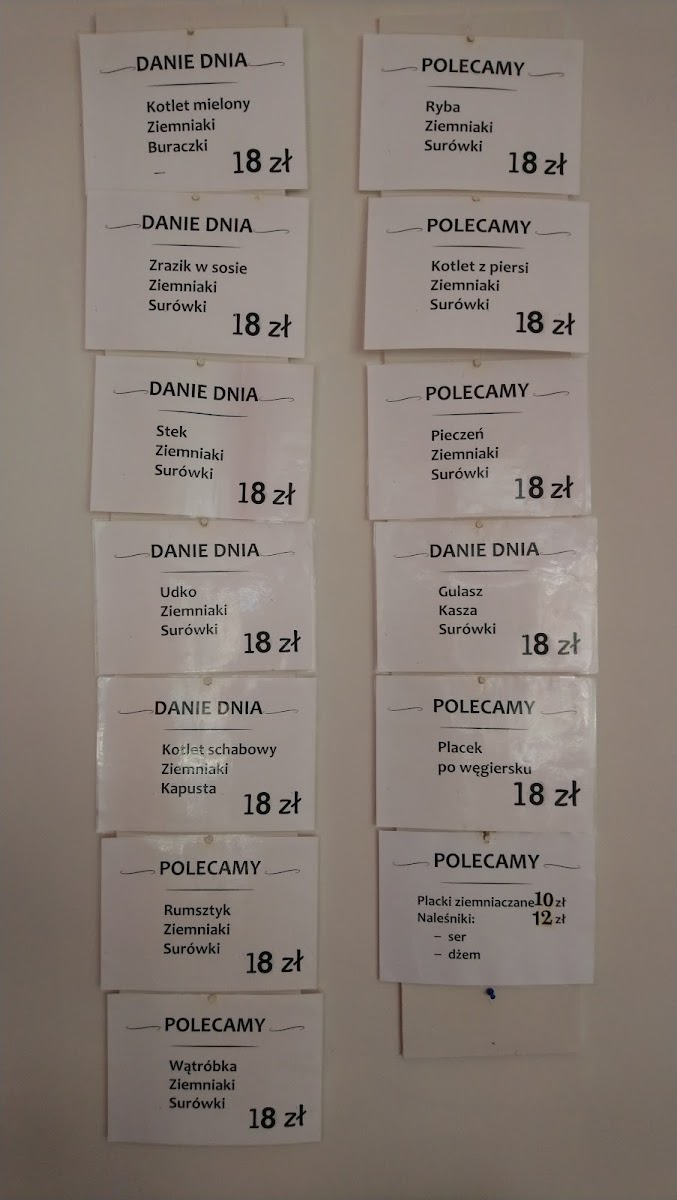 DANIE DNIA
Kotlet mielony
Ziemniaki
Buraczki
18 zł
DANIE DNIA
Zrazik w sosie
Ziemniaki
Surówki
18 zł
DANIE DNIA
Stek
Ziemniaki
Surówki
18 zł
DANIE DNIA
Udko
Ziemniaki
Surówki
18 zł
DANIE DNIA
Kotlet schabowy
Ziemniaki
Kapusta
18 zł
POLECAMY
Rumsztyk
Ziemniaki
Surówki
18 zł
POLECAMY
Wątróbka
Ziemniaki
Surówki
18 zł
POLECAMY
Ryba
Ziemniaki
Surówki
18 zł
POLECAMY
Kotlet z piersi
Ziemniaki
Surówki
18 zł
POLECAMY
Pieczeń
Ziemniaki
Surówki
18 zł
DANIE DNIA
Gulasz
Kasza
Surówki
18 zł
POLECAMY
Placek
po węgiersku
18 zł
POLECAMY
Placki ziemniaczane 10 zł
Naleśniki: 12 zł
– ser
– dżem